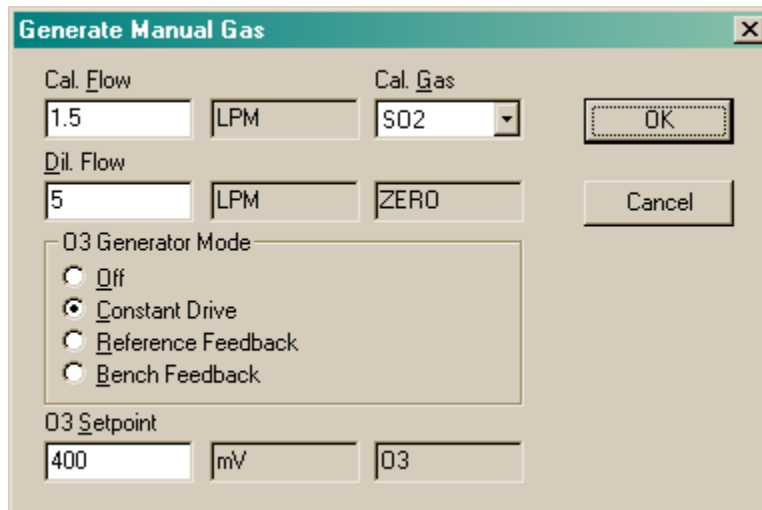 Generate Manual Gas
Cal. Flow Cal. Gas
1.5 LPM SO2 OK
Dil. Flow
5 LPM ZERO Cancel
O3 Generator Mode
Off
Constant Drive
Reference Feedback
Bench Feedback
O3 Setpoint
400 mV O3